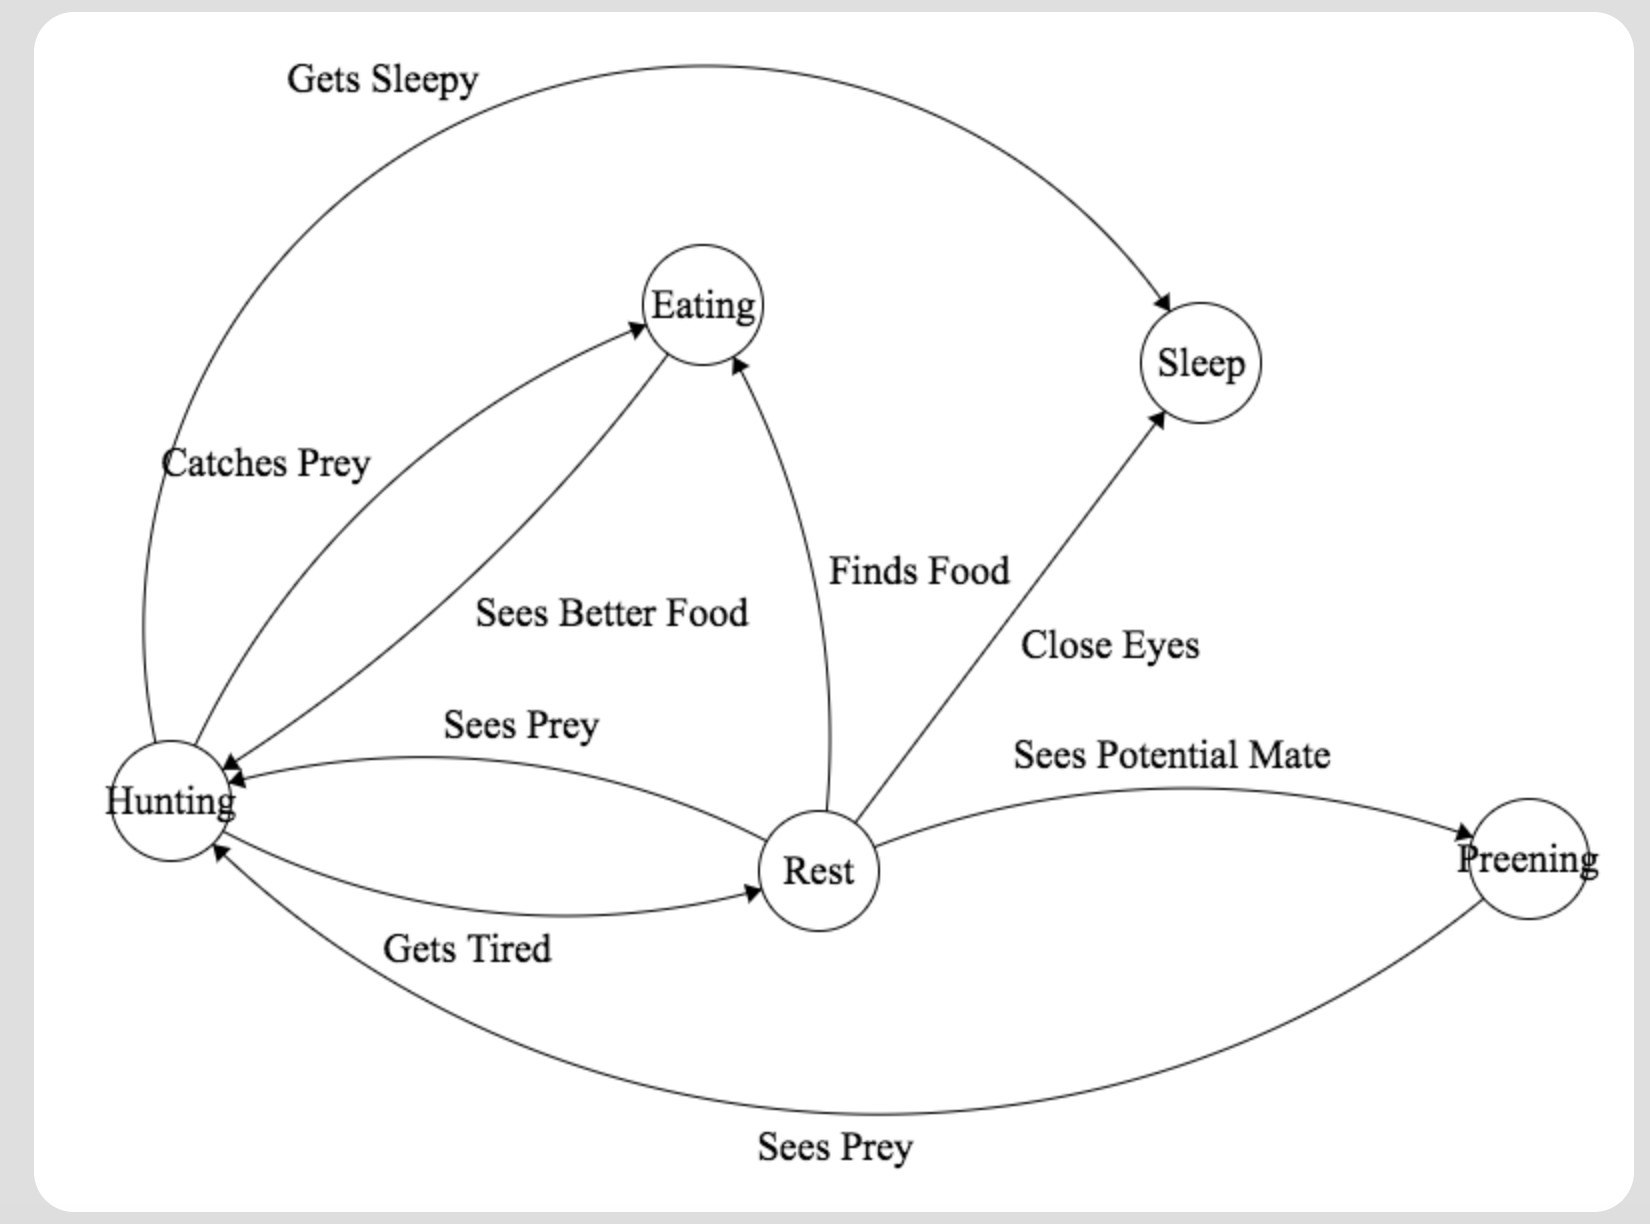 Gets Sleepy
Eating
Sleep
Catches Prey
Finds Food
Sees Better Food
Close Eyes
Sees Prey
Sees Potential Mate
Hunting
Rest
Preening
Gets Tired
Sees Prey